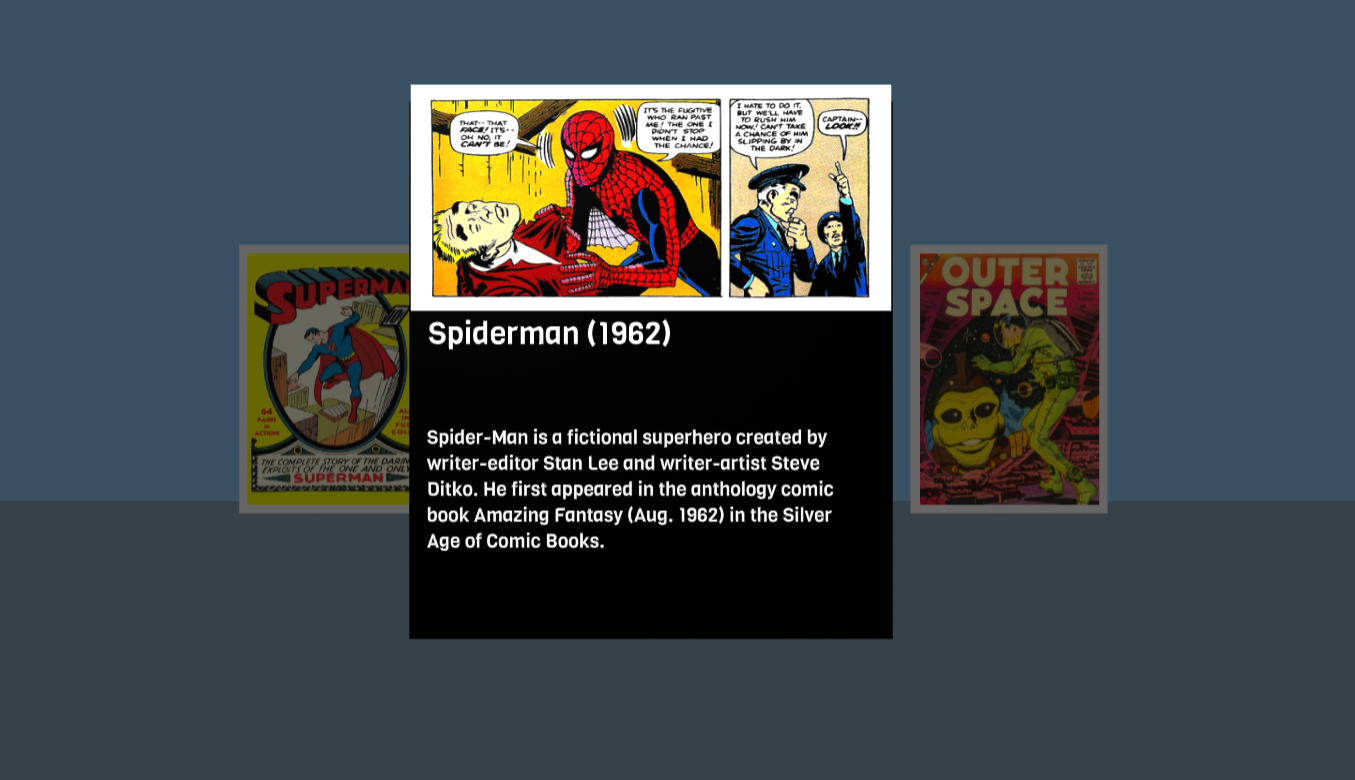 THAT-- THAT
FACE! IT'S--
OH NO, IT
CAN'T BE!
IT'S THE FUGITIVE
WHO RAN PAST
ME! THE ONE I
DIDN'T STOP
WHEN I HAD
THE CHANCE!
I HATE TO DO IT,
BUT WE'LL HAVE
TO RUSH HIM
NOW! CAN'T TAKE
A CHANCE OF HIM
SLIPPING BY IN
THE DARK!
CAPTAIN--
LOOK!!
Spiderman (1962)
Spider-Man is a fictional superhero created by
writer-editor Stan Lee and writer-artist Steve
Ditko. He first appeared in the anthology comic
book Amazing Fantasy (Aug. 1962) in the Silver
Age of Comic Books.
SUPERMA
64
PAGES
OF
ACTION!
THE COMPLETE STORY OF THE DARIN
EXPLOITS OF THE ONE AND ONLY
SUPERMAN
OUTER
SPACE